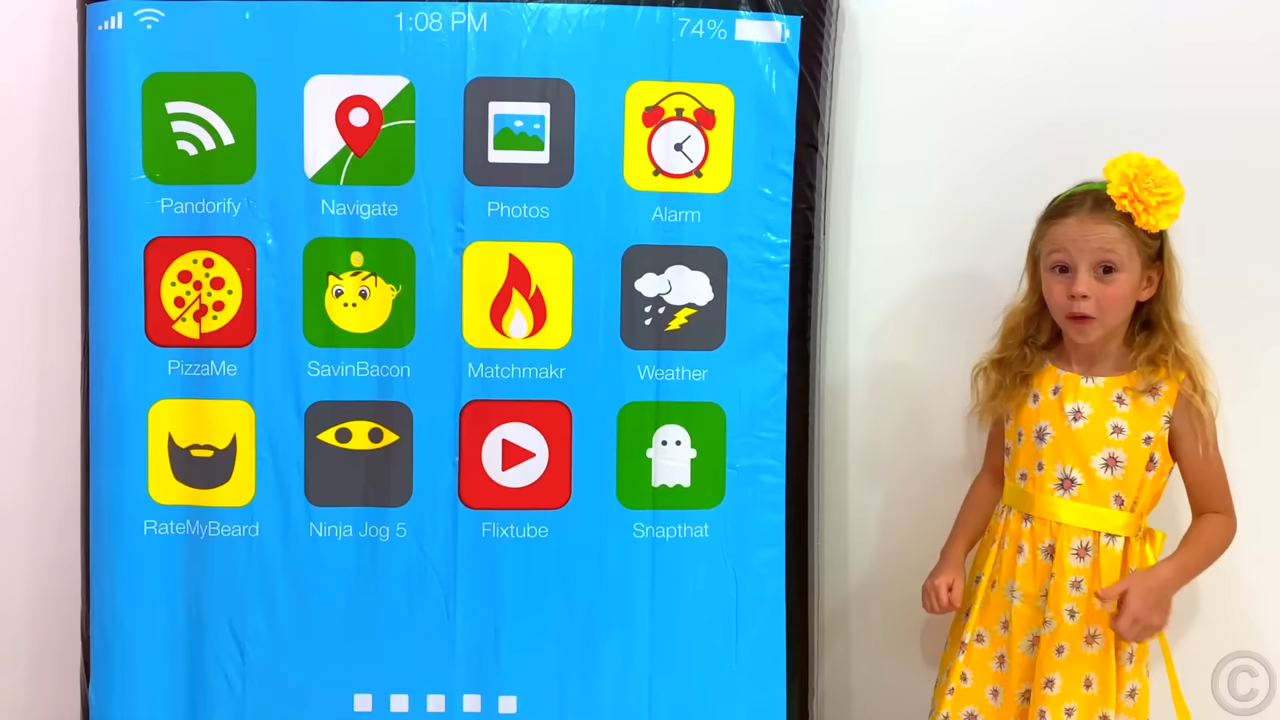 1:08 PM 74%
Pandorify Navigate Photos Alarm
PizzaMe SavinBacon Matchmakr Weather
RateMyBeard Ninja Jog 5 Flixtube Snapthat
©